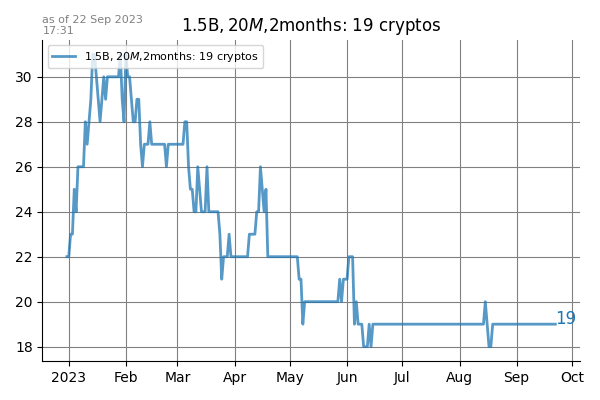 as of 22 Sep 2023
17:31
1.5B, 20M,2months: 19 cryptos
1.5B, 20M,2months: 19 cryptos
30
28
26
24
22
20
18
19
2023 Feb Mar Apr May Jun Jul Aug Sep Oct